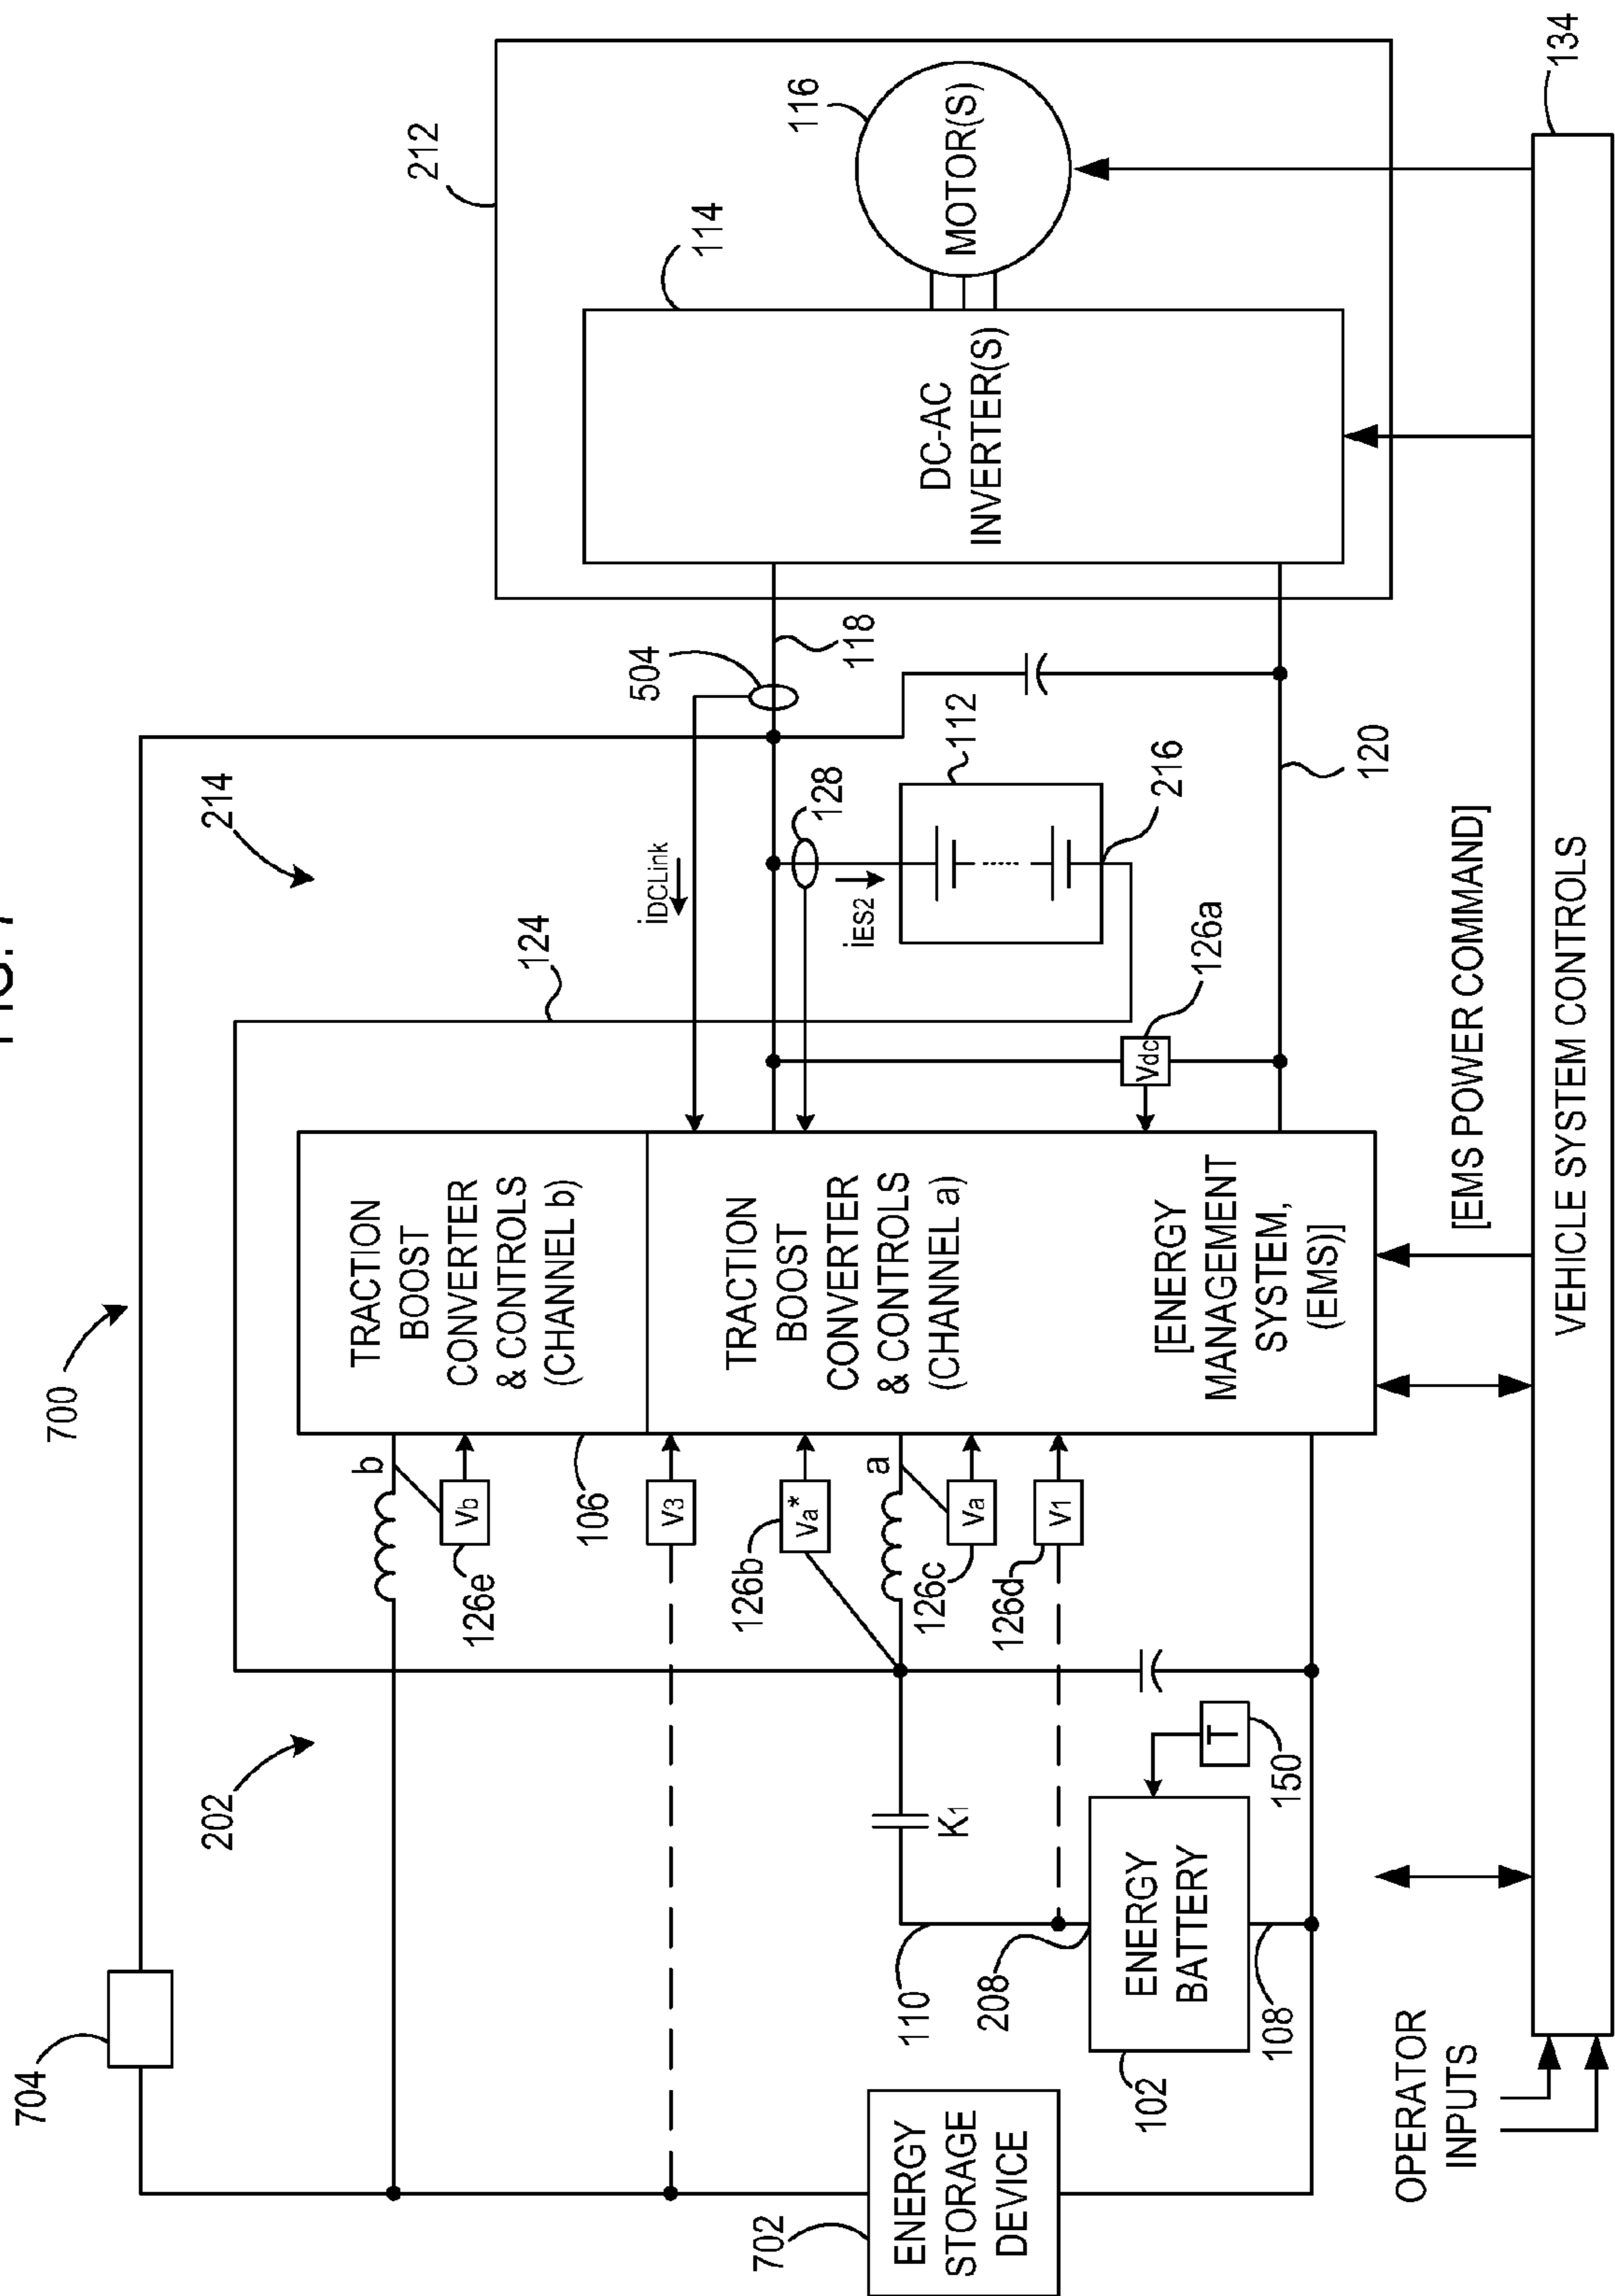 FIG. 7
700
704
202
214
212
124
504
iDCLink
118
114
116
DC-AC
INVERTER(S)
MOTOR(S)
128
iES2
112
216
126a
Vdc
120
b
Vb
126e
106
V3
Va*
126b
a
Va
126c
V1
126d
TRACTION
BOOST
CONVERTER
& CONTROLS
(CHANNEL b)
TRACTION
BOOST
CONVERTER
& CONTROLS
(CHANNEL a)
[ENERGY
MANAGEMENT
SYSTEM,
(EMS)]
K1
110
208
T
150
ENERGY
BATTERY
102
108
702
ENERGY
STORAGE
DEVICE
OPERATOR
INPUTS
[EMS POWER COMMAND]
VEHICLE SYSTEM CONTROLS
134